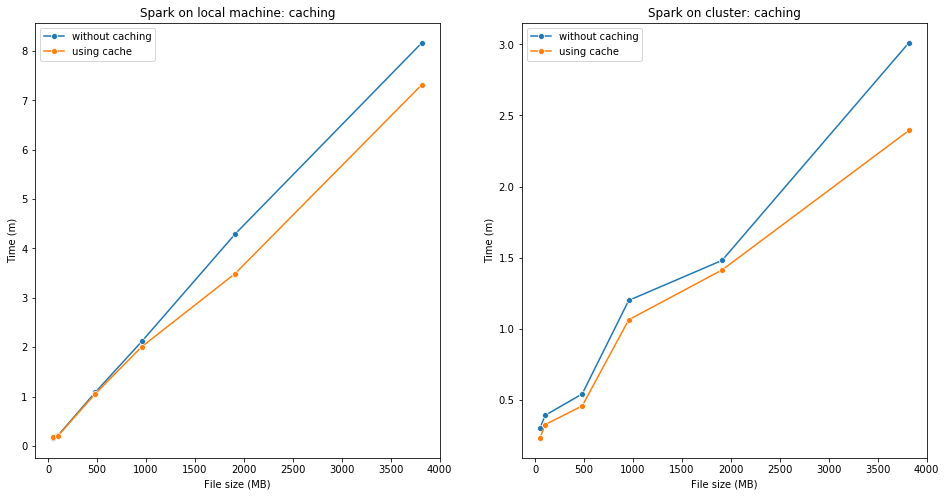 Spark on local machine: caching
without caching
using cache
8
7
6
5
4
3
2
1
0
Time (m)
0 500 1000 1500 2000 2500 3000 3500 4000
File size (MB)
Spark on cluster: caching
without caching
using cache
3.0
2.5
2.0
1.5
1.0
0.5
Time (m)
0 500 1000 1500 2000 2500 3000 3500 4000
File size (MB)